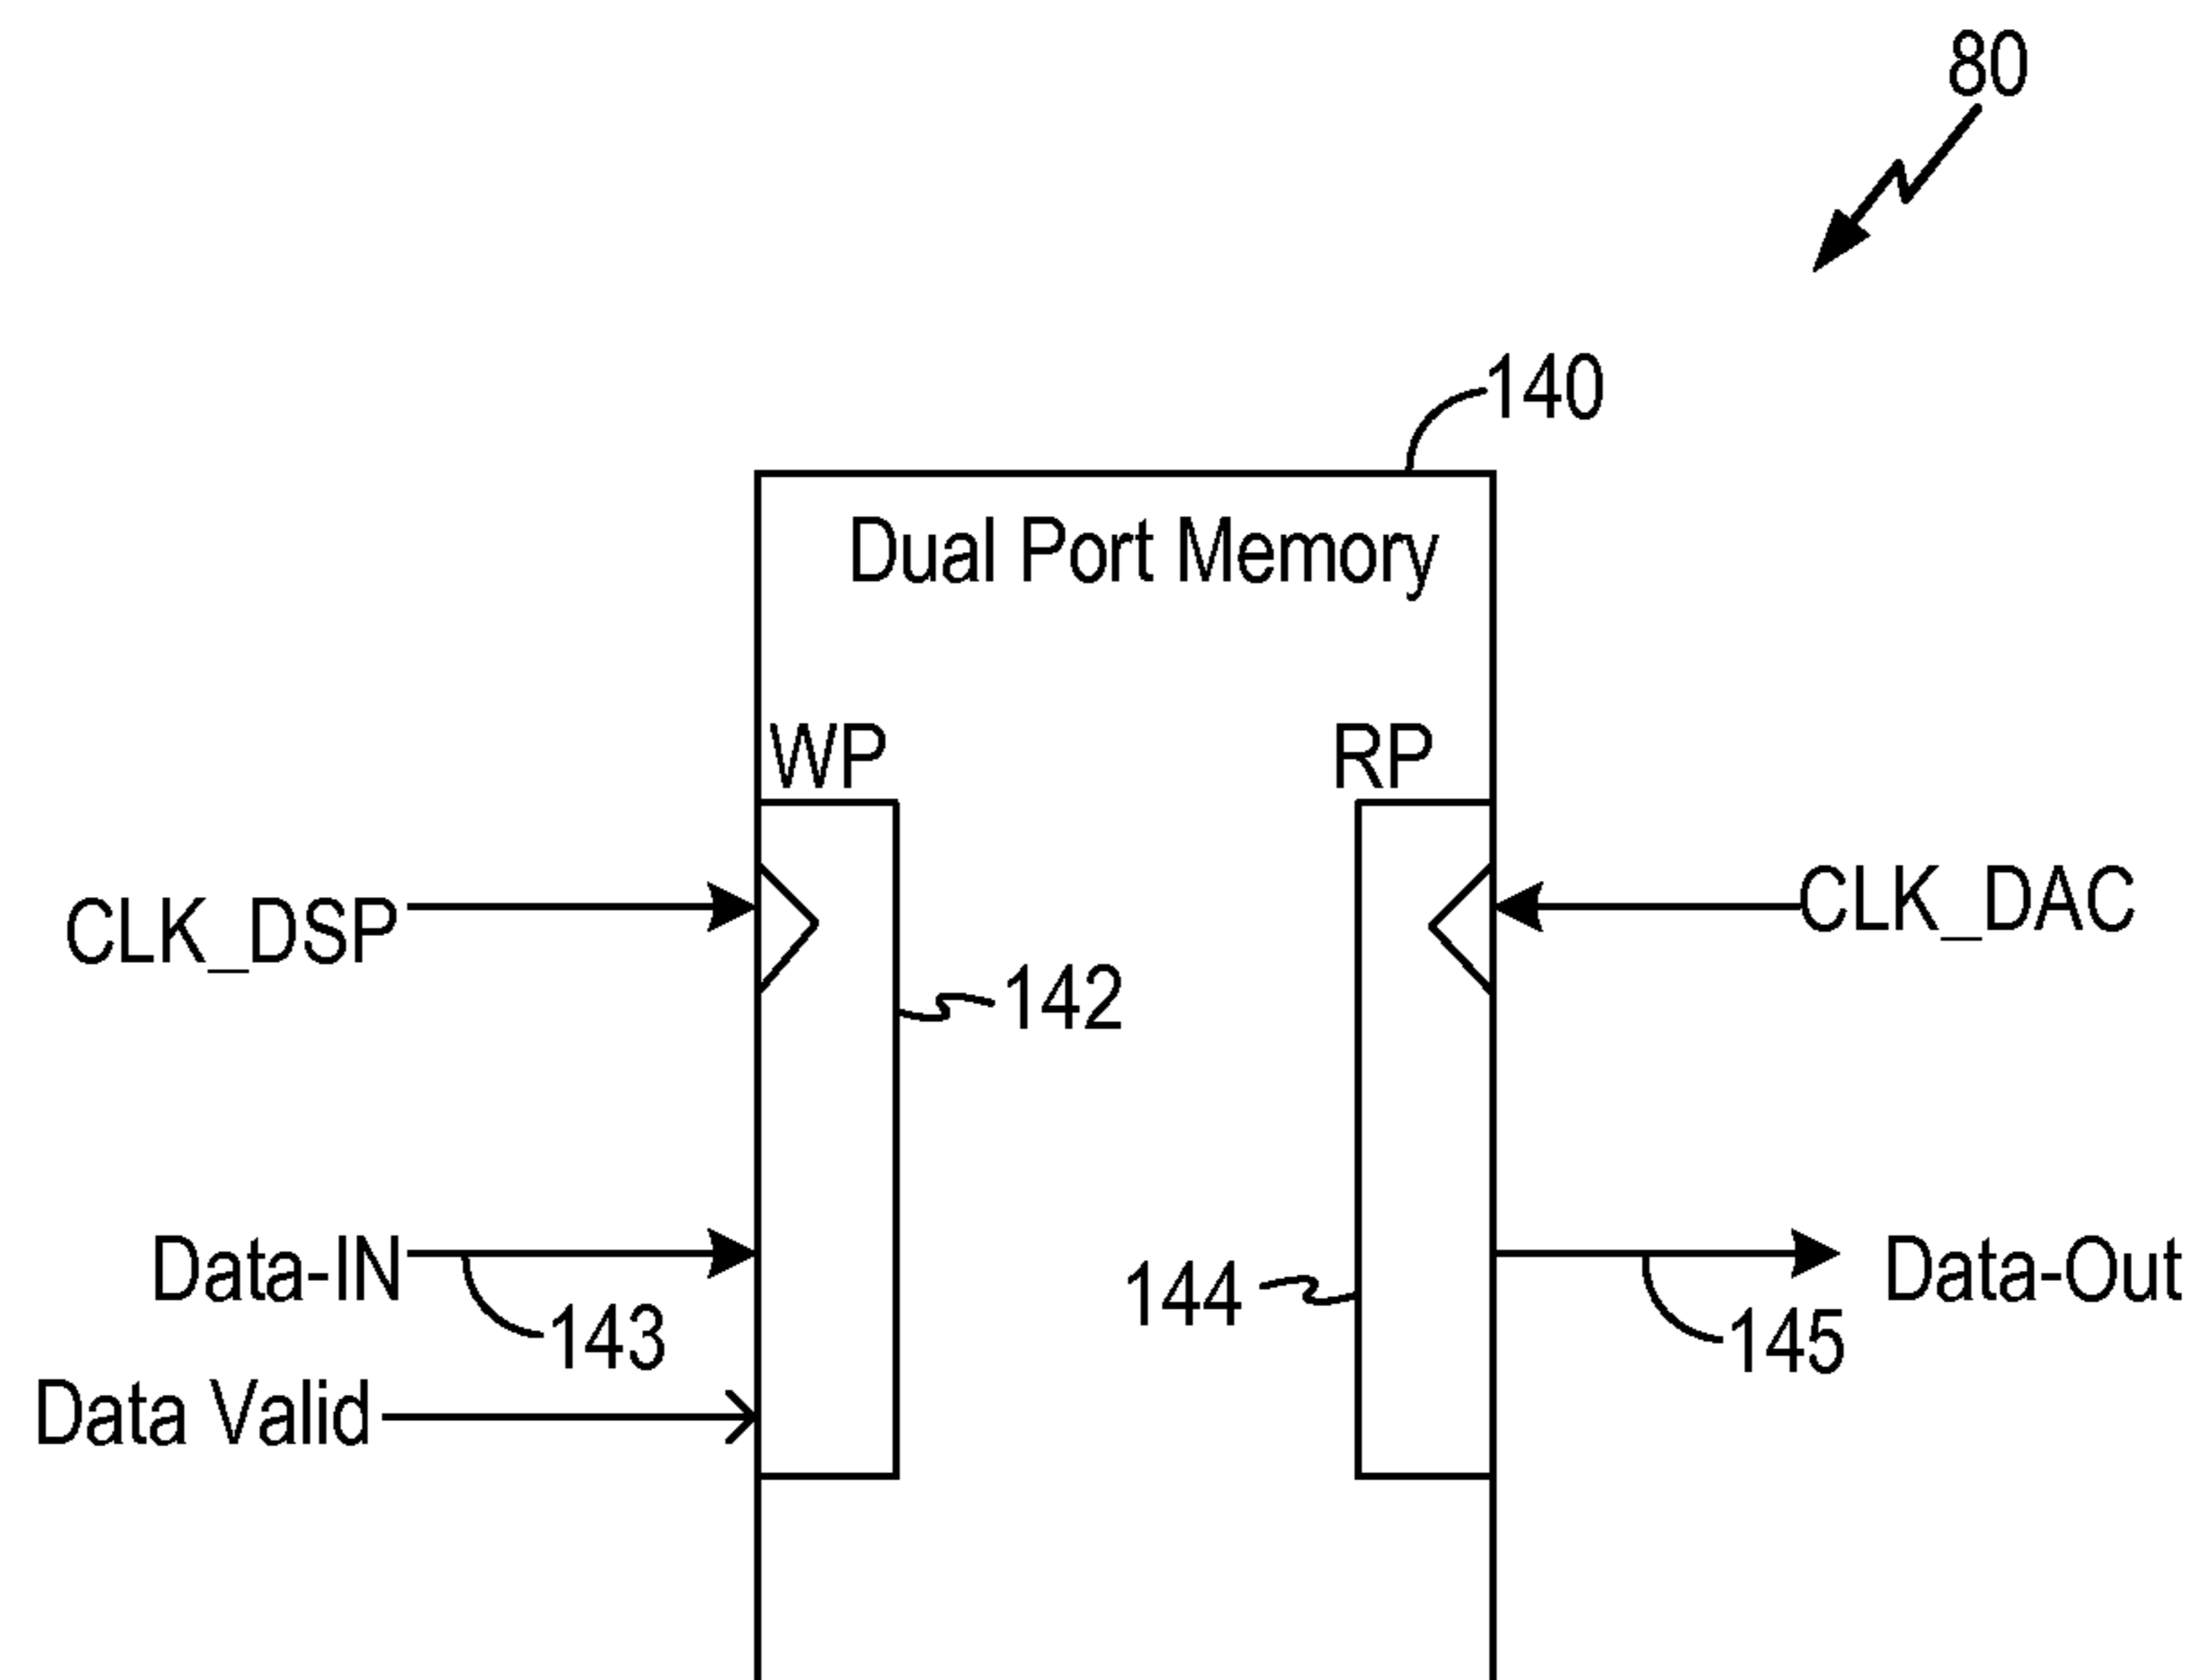 80
140
Dual Port Memory
WP
RP
CLK_DSP
CLK_DAC
142
Data-IN
143
144
Data-Out
145
Data Valid